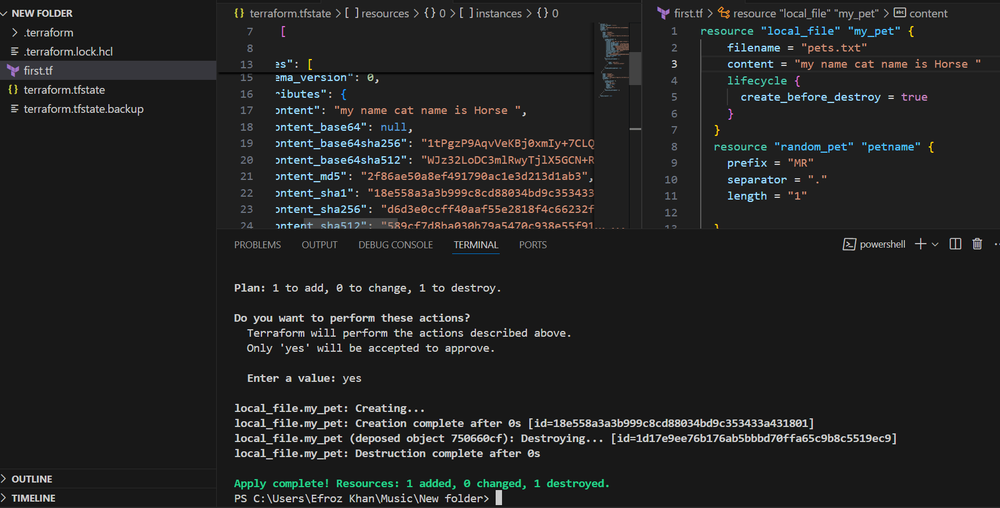 NEW FOLDER
.terraform
.terraform.lock.hcl
first.tf
{} terraform.tfstate
terraform.tfstate.backup
OUTLINE
TIMELINE
{} terraform.tfstate > [ ] resources > {} 0 > [ ] instances > {} 0
7 [
8
13 es": [
15 ema_version": 0,
16 ributes": {
17 ontent": "my name cat name is Horse ",
18 ontent_base64": null,
19 ontent_base64sha256": "1tPgzP9AqvVeKBj0xmIy+7CLQ
20 ontent_base64sha512": "WJz32LoDC3mlRwyTjlX5GCN+R
21 ontent_md5": "2f86ae50a8ef491790ac1e3d213d1ab3",
22 ontent_sha1": "18e558a3a3b999c8cd88034bd9c353433
23 ontent_sha256": "d6d3e0ccff40aaf55e2818f4c66232f
24 ontent_sha512": "589cf7d8ba030b79a5470c938e55f91
first.tf > resource "local_file" "my_pet" > abc content
1 resource "local_file" "my_pet" {
2 filename = "pets.txt"
3 content = "my name cat name is Horse "
4 lifecycle {
5 create_before_destroy = true
6 }
7 }
8 resource "random_pet" "petname" {
9 prefix = "MR"
10 separator = "."
11 length = "1"
12
13 }
PROBLEMS OUTPUT DEBUG CONSOLE TERMINAL PORTS
powershell
Plan: 1 to add, 0 to change, 1 to destroy.
Do you want to perform these actions?
Terraform will perform the actions described above.
Only 'yes' will be accepted to approve.
Enter a value: yes
local_file.my_pet: Creating...
local_file.my_pet: Creation complete after 0s [id=18e558a3a3b999c8cd88034bd9c353433a431801]
local_file.my_pet (deposed object 750660cf): Destroying... [id=1d17e9ee76b176ab5bbbd70ffa65c9b8c5519ec9]
local_file.my_pet: Destruction complete after 0s
Apply complete! Resources: 1 added, 0 changed, 1 destroyed.
PS C:\Users\Efroz Khan\Music\New folder>